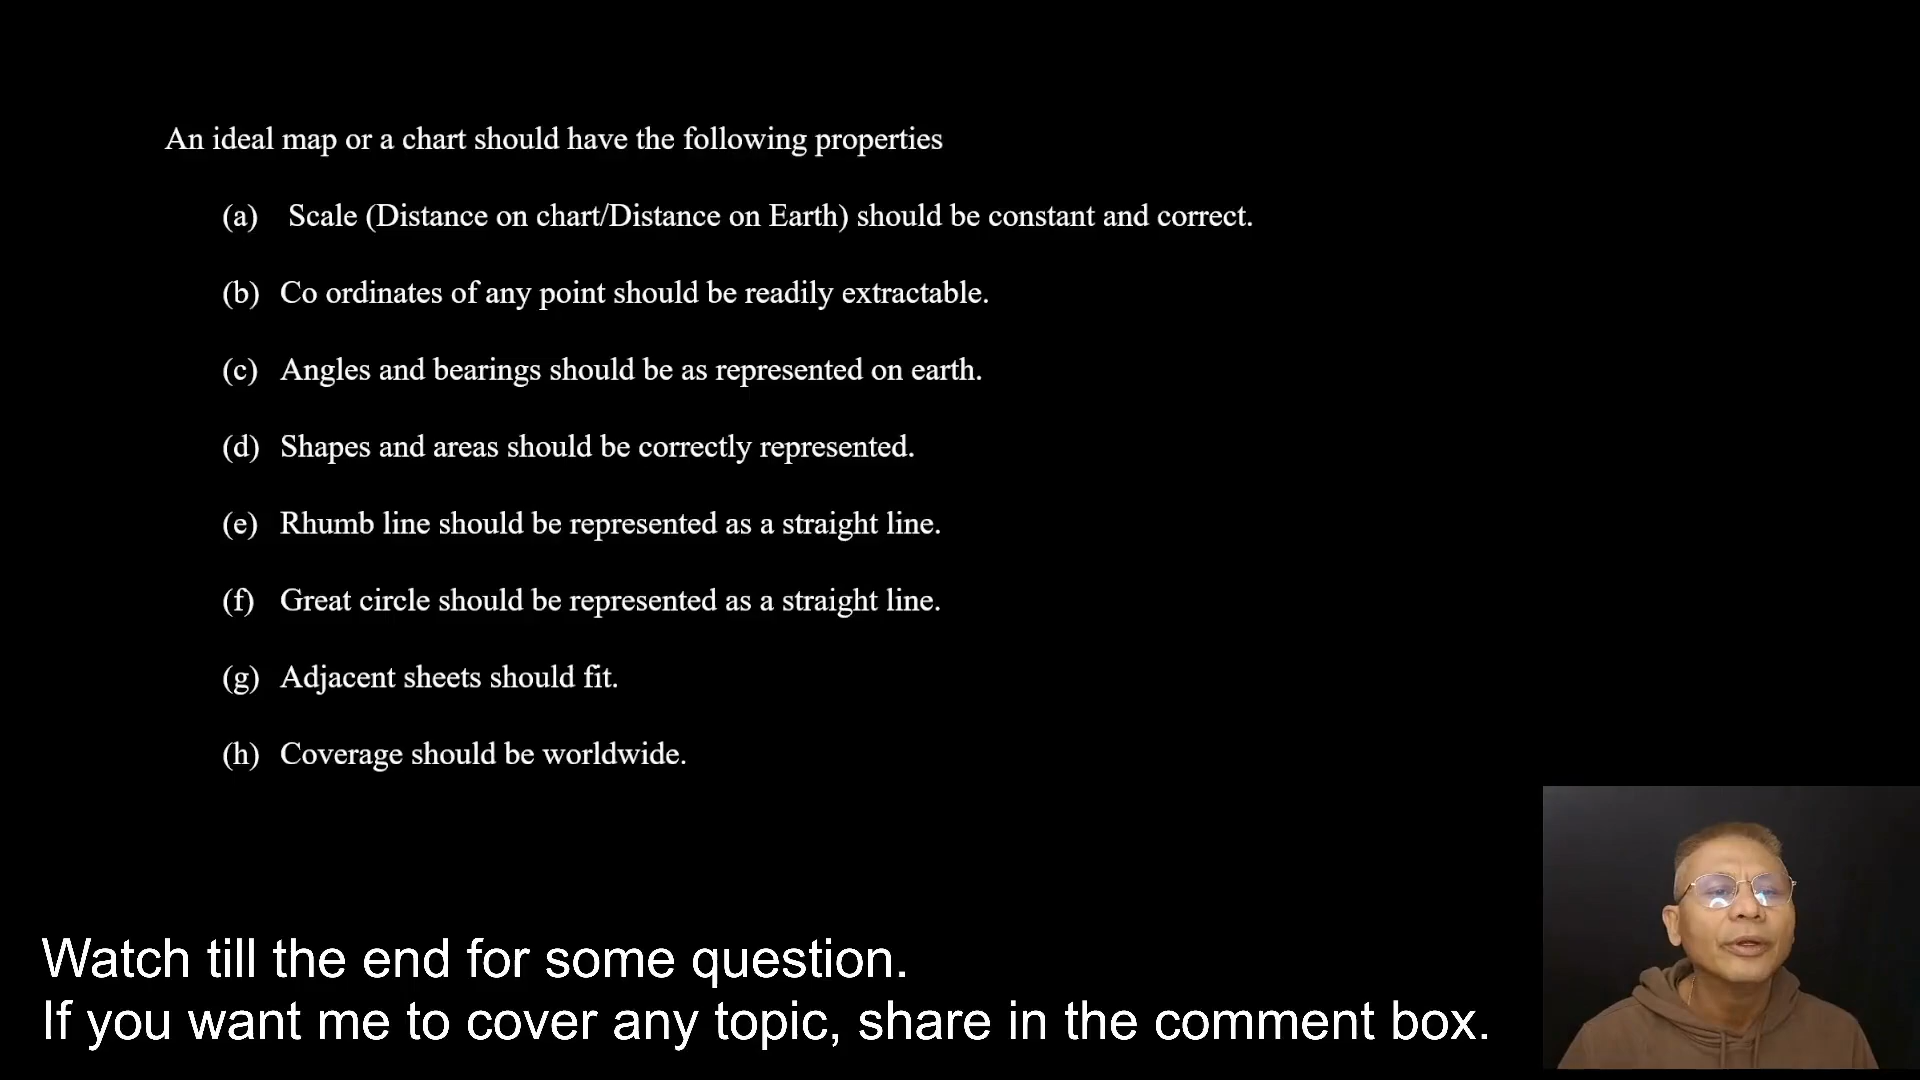 An ideal map or a chart should have the following properties
(a) Scale (Distance on chart/Distance on Earth) should be constant and correct.
(b) Co ordinates of any point should be readily extractable.
(c) Angles and bearings should be as represented on earth.
(d) Shapes and areas should be correctly represented.
(e) Rhumb line should be represented as a straight line.
(f) Great circle should be represented as a straight line.
(g) Adjacent sheets should fit.
(h) Coverage should be worldwide.
Watch till the end for some question.
If you want me to cover any topic, share in the comment box.